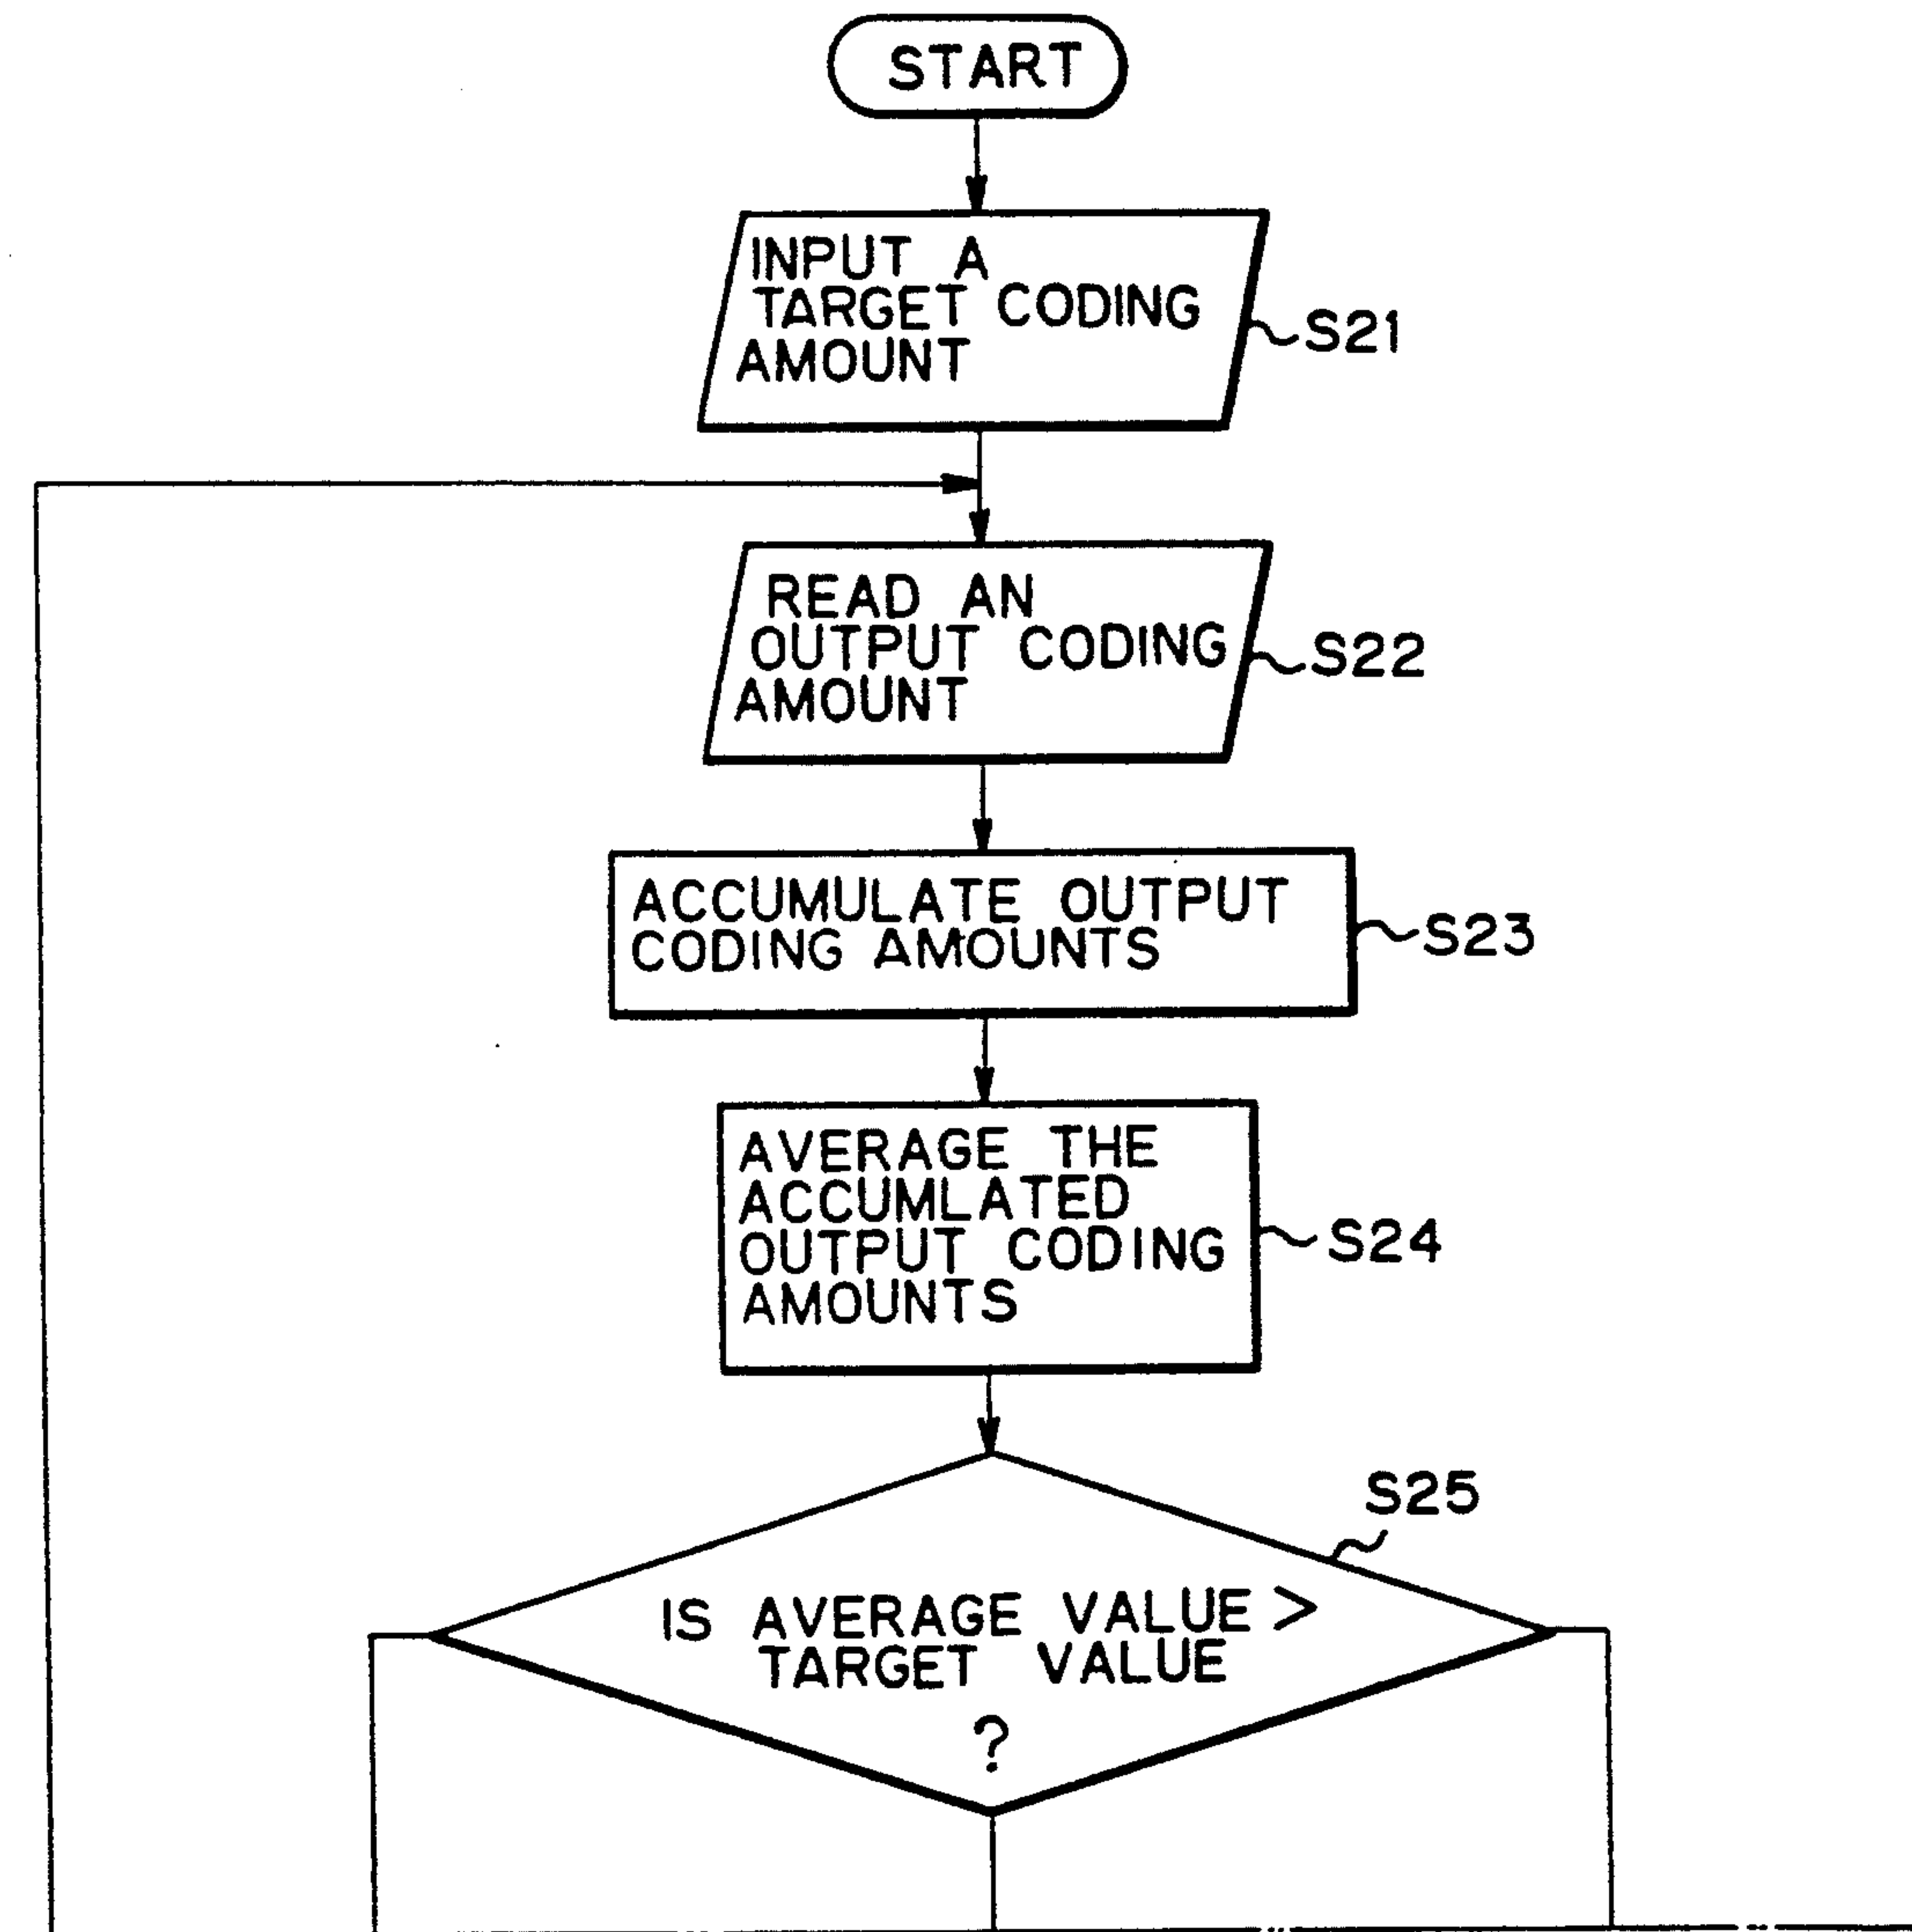 START
INPUT A
TARGET CODING
AMOUNT
S21
READ AN
OUTPUT CODING
AMOUNT
S22
ACCUMULATE OUTPUT
CODING AMOUNTS
S23
AVERAGE THE
ACCUMLATED
OUTPUT CODING
AMOUNTS
S24
S25
IS AVERAGE VALUE >
TARGET VALUE
?